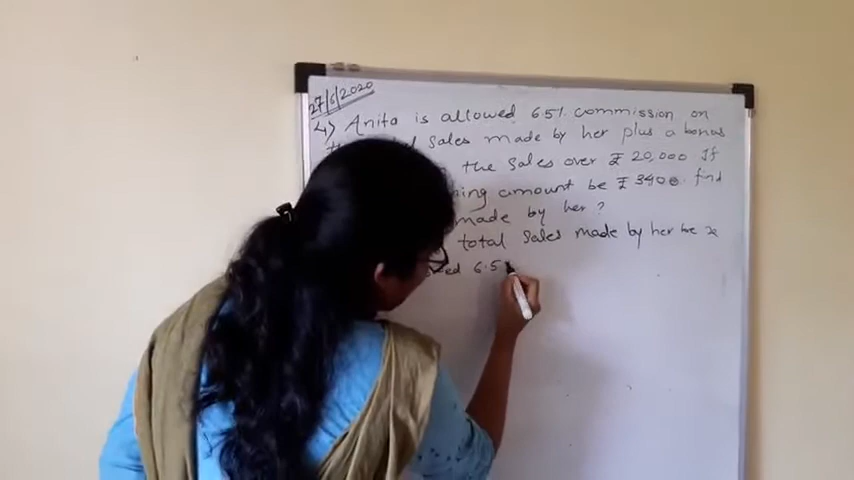 27/6/2020
4) Anita is allowed 6.5% commission on
sales made by her plus a bonus
the sales over ₹ 20,000 If
amount be ₹ 3400. find
made by her?
total sales made by her be x
6.5%